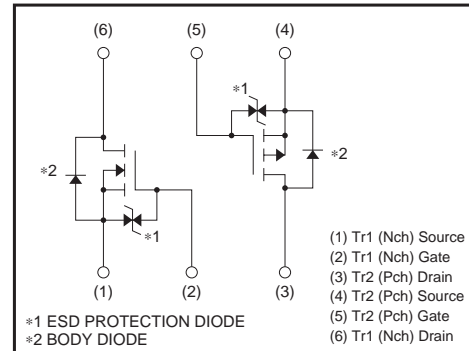 (6) (5) (4)
∗1
∗2 ∗2
∗1
(1) (2) (3)
(1) Tr1 (Nch) Source
(2) Tr1 (Nch) Gate
(3) Tr2 (Pch) Drain
(4) Tr2 (Pch) Source
(5) Tr2 (Pch) Gate
(6) Tr1 (Nch) Drain
∗1 ESD PROTECTION DIODE
∗2 BODY DIODE